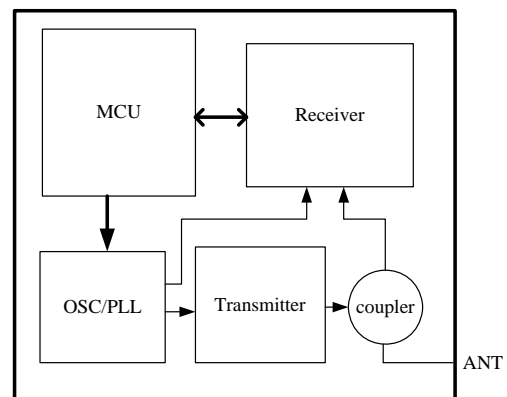 MCU
Receiver
OSC/PLL
Transmitter
coupler
ANT